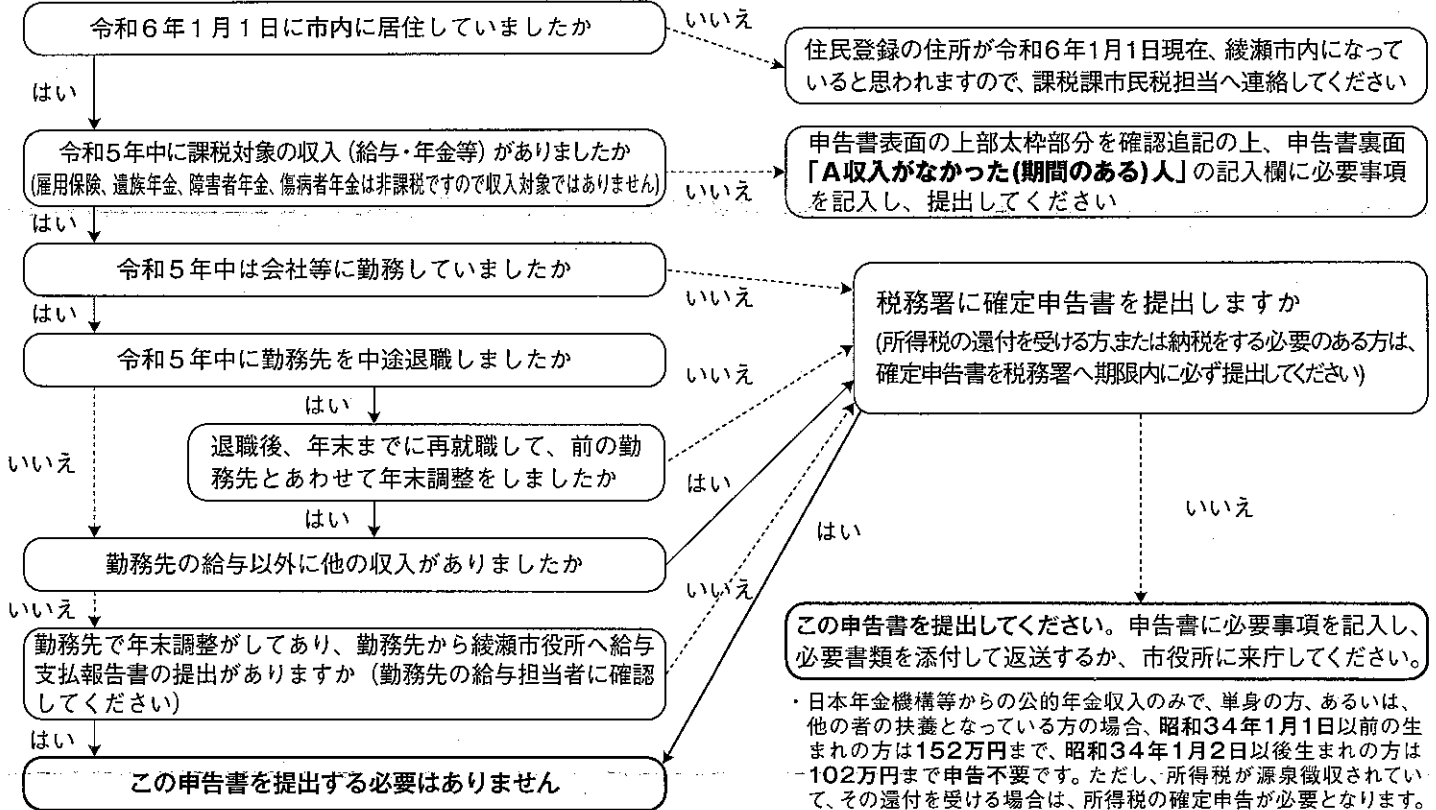 令和6年1月1日に市内に居住していましたか
いいえ
住民登録の住所が令和6年1月1日現在、綾瀬市内になって
いると思われますので、課税課市民税担当へ連絡してください
はい
令和5年中に課税対象の収入(給与・年金等)がありましたか
(雇用保険、遺族年金、障害者年金、傷病者年金は非課税ですので収入対象ではありません)
いいえ
申告書表面の上部太枠部分を確認追記の上、申告書裏面
「A収入がなかった(期間のある)人」の記入欄に必要事項
を記入し、提出してください
はい
令和5年中は会社等に勤務していましたか
いいえ
税務署に確定申告書を提出しますか
(所得税の還付を受ける方、または納税をする必要のある方は、
確定申告書を税務署へ期限内に必ず提出してください)
はい
令和5年中に勤務先を中途退職しましたか
いいえ
はい
退職後、年末までに再就職して、前の勤
務先とあわせて年末調整をしましたか
いいえ
はい
はい
勤務先の給与以外に他の収入がありましたか
はい
いいえ
いいえ
いいえ
勤務先で年末調整がしてあり、勤務先から綾瀬市役所へ給与
支払報告書の提出がありますか(勤務先の給与担当者に確認
してください)
この申告書を提出してください。申告書に必要事項を記入し、
必要書類を添付して返送するか、市役所に来庁してください。
はい
この申告書を提出する必要はありません
・日本年金機構等からの公的年金収入のみで、単身の方、あるいは、
他の者の扶養となっている方の場合、昭和34年1月1日以前の生
まれの方は152万円まで、昭和34年1月2日以後生まれの方は
102万円まで申告不要です。ただし、所得税が源泉徴収されてい
て、その還付を受ける場合は、所得税の確定申告が必要となります。